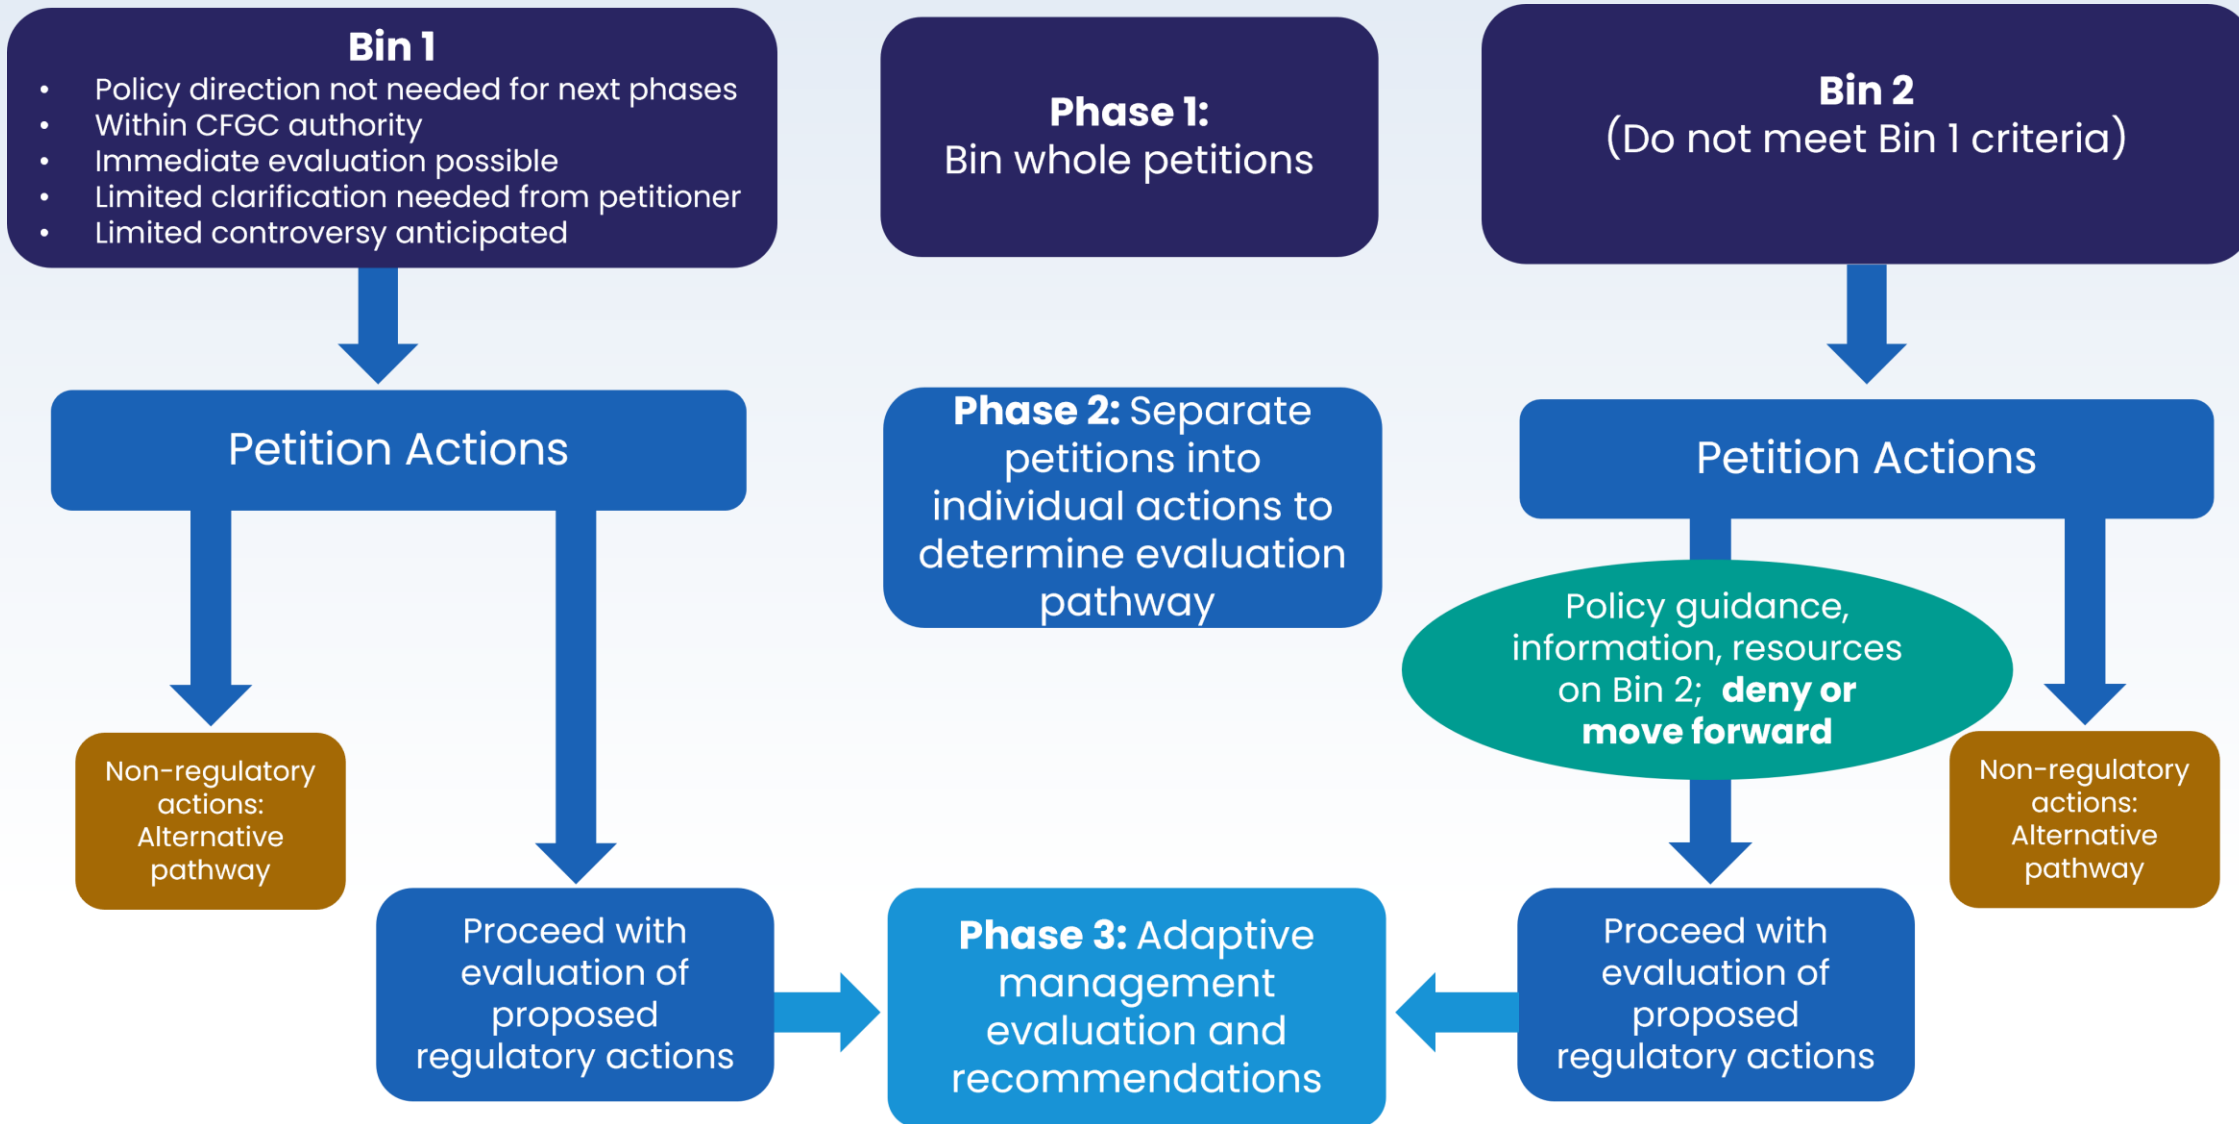 Bin 1
• Policy direction not needed for next phases
• Within CFGC authority
• Immediate evaluation possible
• Limited clarification needed from petitioner
• Limited controversy anticipated
Phase 1:
Bin whole petitions
Bin 2
(Do not meet Bin 1 criteria)
Petition Actions
Phase 2: Separate
petitions into
individual actions to
determine evaluation
pathway
Petition Actions
Policy guidance,
information, resources
on Bin 2; deny or
move forward
Non-regulatory
actions:
Alternative
pathway
Non-regulatory
actions:
Alternative
pathway
Proceed with
evaluation of
proposed
regulatory actions
Phase 3: Adaptive
management
evaluation and
recommendations
Proceed with
evaluation of
proposed
regulatory actions